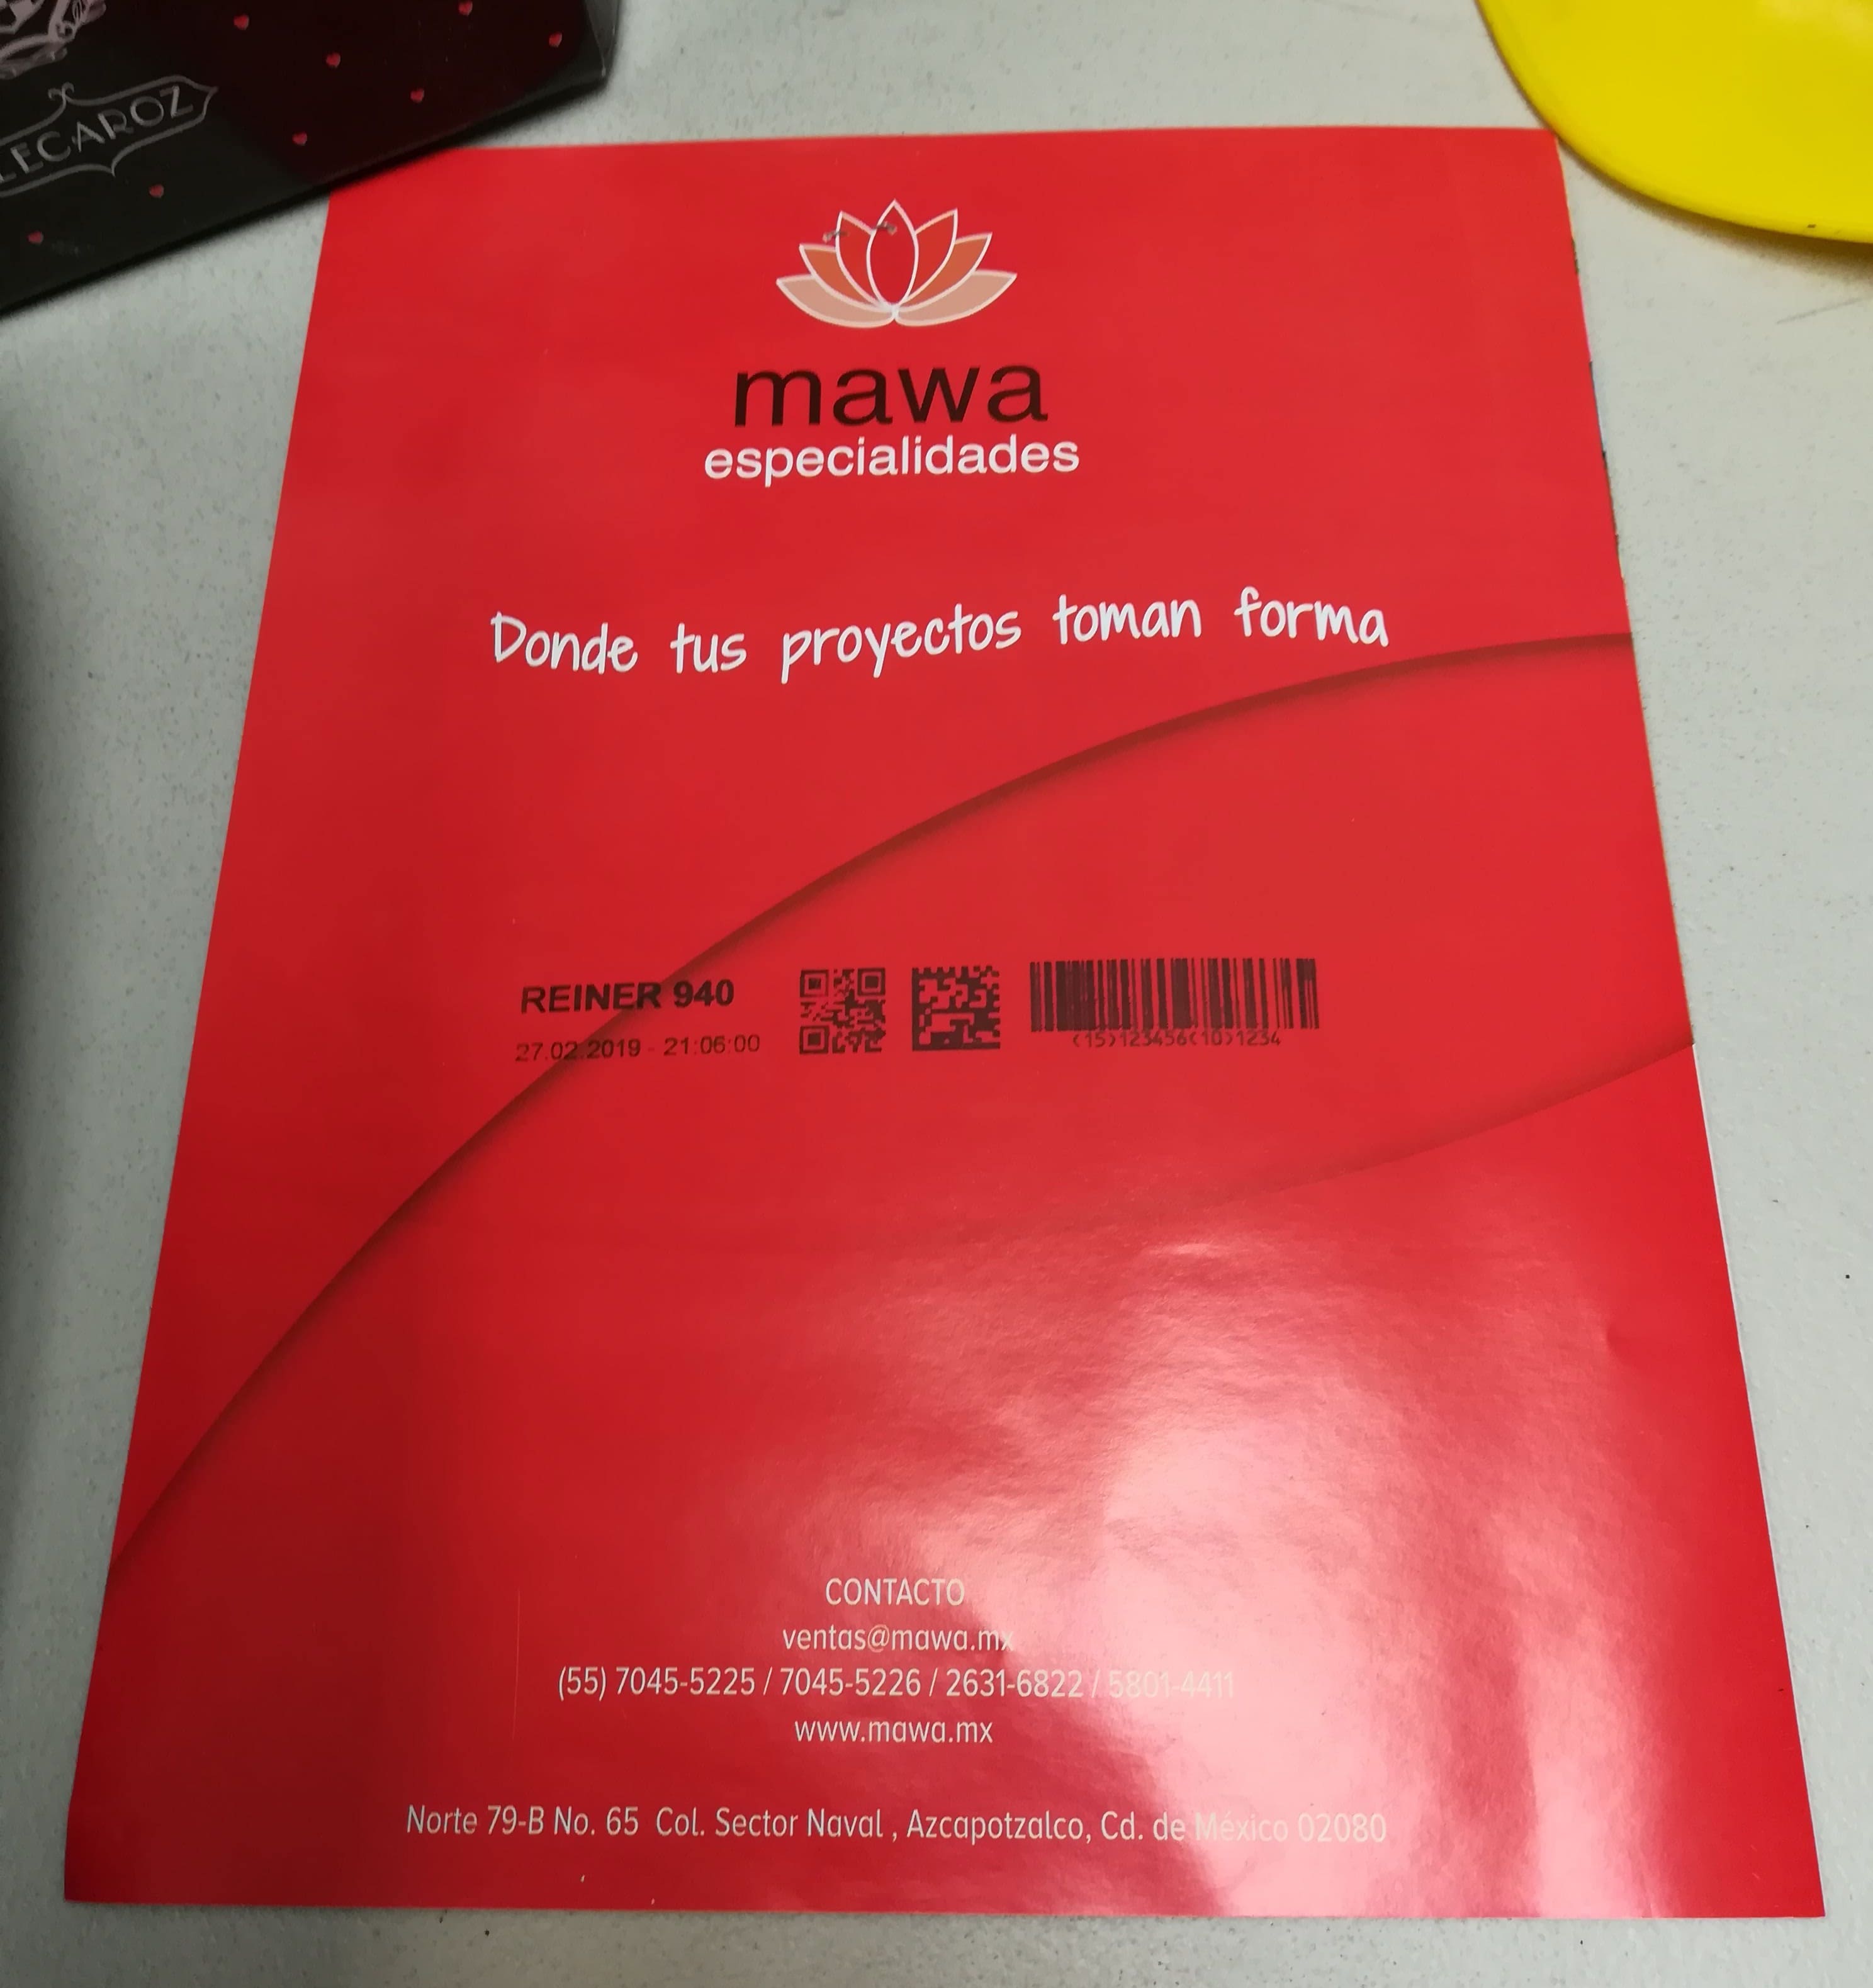 LECAROZ
mawa
especialidades
Donde tus proyectos toman forma
REINER 940
27.02.2019 - 21:06:00
(15)123456(10)1234
CONTACTO
ventas@mawa.mx
(55) 7045-5225 / 7045-5226 / 2631-6822 / 5801-4411
www.mawa.mx
Norte 79-B No. 65 Col. Sector Naval , Azcapotzalco, Cd. de México 02080